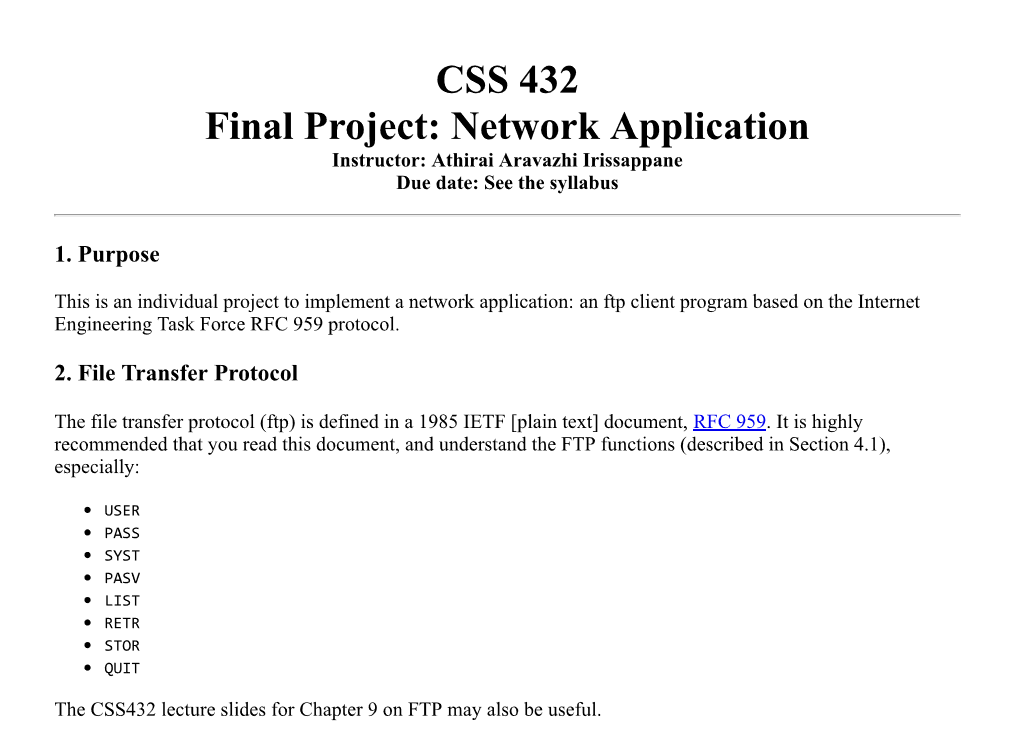 CSS 432
Final Project: Network Application
Instructor: Athirai Aravazhi Irissappane
Due date: See the syllabus
1. Purpose
This is an individual project to implement a network application: an ftp client program based on the Internet
Engineering Task Force RFC 959 protocol.
2. File Transfer Protocol
The file transfer protocol (ftp) is defined in a 1985 IETF [plain text] document, RFC 959. It is highly
recommended that you read this document, and understand the FTP functions (described in Section 4.1),
especially:
• USER
• PASS
• SYST
• PASV
• LIST
• RETR
• STOR
• QUIT
The CSS432 lecture slides for Chapter 9 on FTP may also be useful.